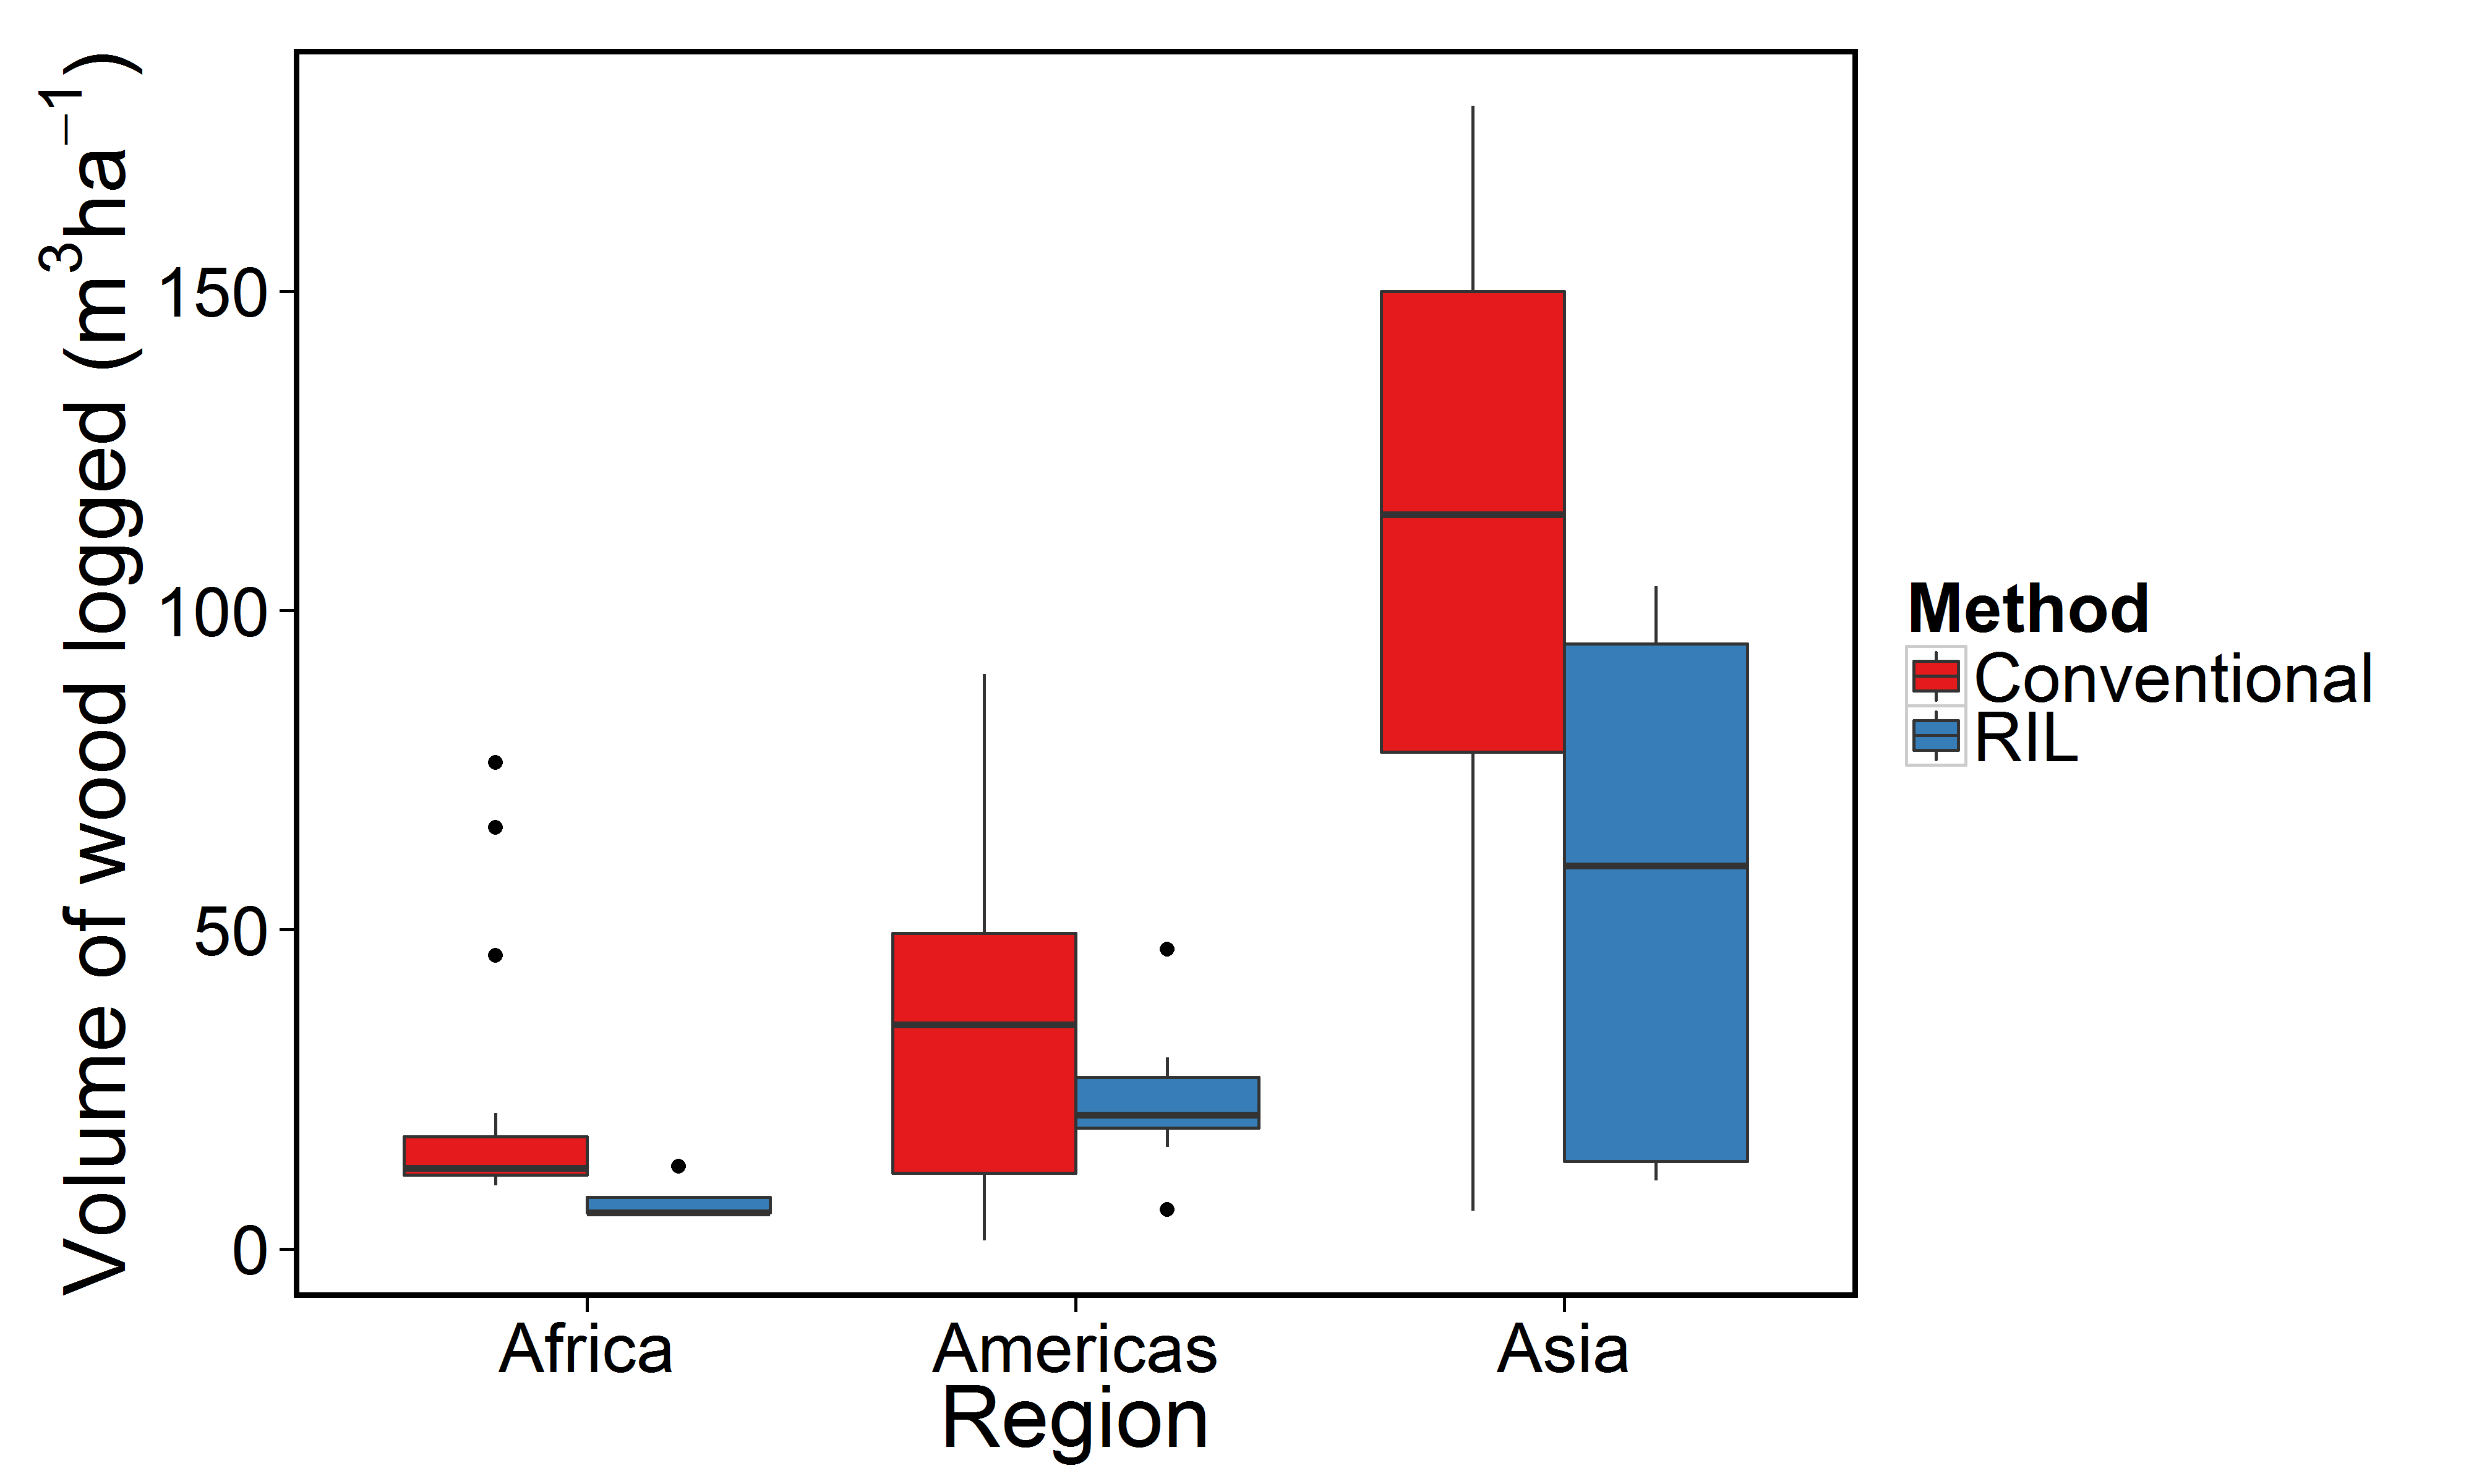 Volume of wood logged (m³ha⁻¹)
150
100
50
0
Africa
Americas
Asia
Region
Method
Conventional
RIL